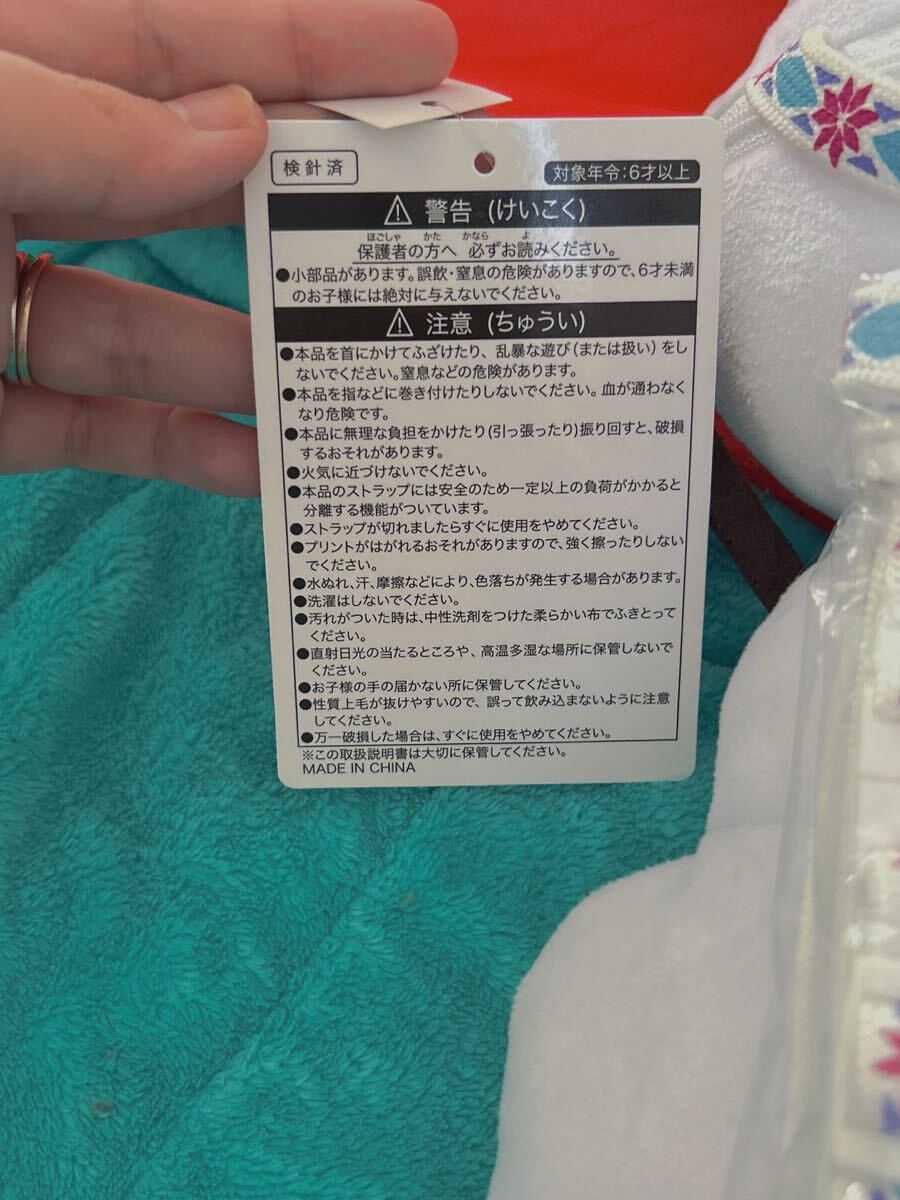 検針済
対象年令:6才以上
⚠ 警告 (けいこく)
ほごしゃ かた かなら よ
保護者の方へ 必ずお読みください。
●小部品があります。誤飲・窒息の危険がありますので、6才未満
のお子様には絶対に与えないでください。
⚠ 注意 (ちゅうい)
●本品を首にかけてふざけたり、乱暴な遊び(または扱い)をし
ないでください。窒息などの危険があります。
●本品を指などに巻き付けたりしないでください。血が通わなく
なり危険です。
●本品に無理な負担をかけたり(引っ張ったり)振り回すと、破損
するおそれがあります。
●火気に近づけないでください。
●本品のストラップには安全のため一定以上の負荷がかかると
分離する機能がついています。
●ストラップが切れましたらすぐに使用をやめてください。
●プリントがはがれるおそれがありますので、強く擦ったりしない
でください。
●水ぬれ、汗、摩擦などにより、色落ちが発生する場合があります。
●洗濯はしないでください。
●汚れがついた時は、中性洗剤をつけた柔らかい布でふきとって
ください。
●直射日光の当たるところや、高温多湿な場所に保管しないで
ください。
●お子様の手の届かない所に保管してください。
●性質上毛が抜けやすいので、誤って飲み込まないように注意
してください。
●万一破損した場合は、すぐに使用をやめてください。
※この取扱説明書は大切に保管してください。
MADE IN CHINA